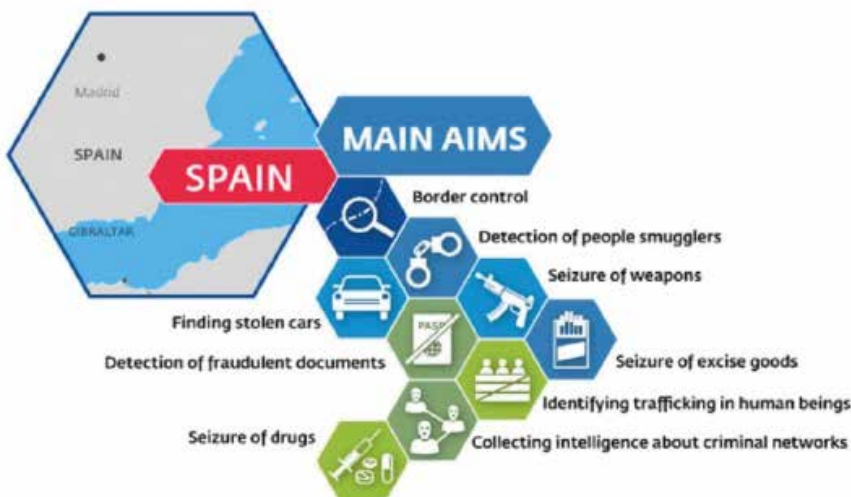 Madrid
SPAIN
GIBRALTAR
SPAIN
MAIN AIMS
Border control
Detection of people smugglers
Seizure of weapons
Finding stolen cars
PASP
Detection of fraudulent documents
Seizure of excise goods
Identifying trafficking in human beings
Seizure of drugs
Collecting intelligence about criminal networks